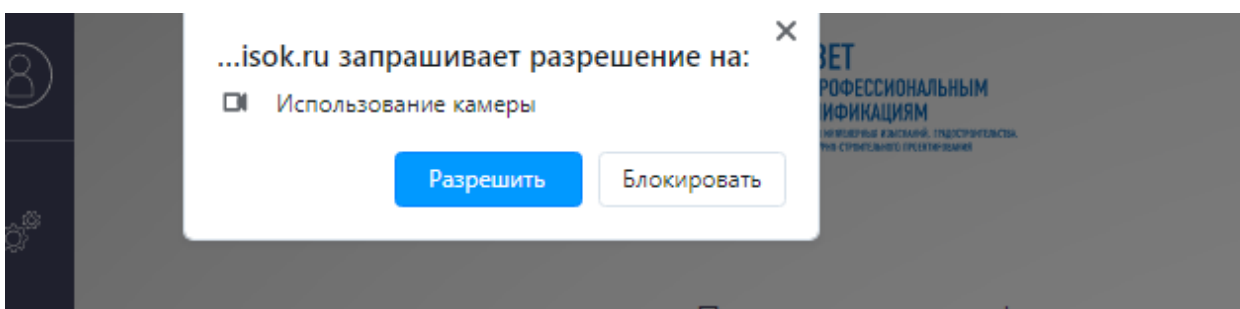 ...isok.ru запрашивает разрешение на:
Использование камеры
Разрешить
Блокировать
ВЕТ
РОФЕССИОНАЛЬНЫМ
ИФИКАЦИЯМ